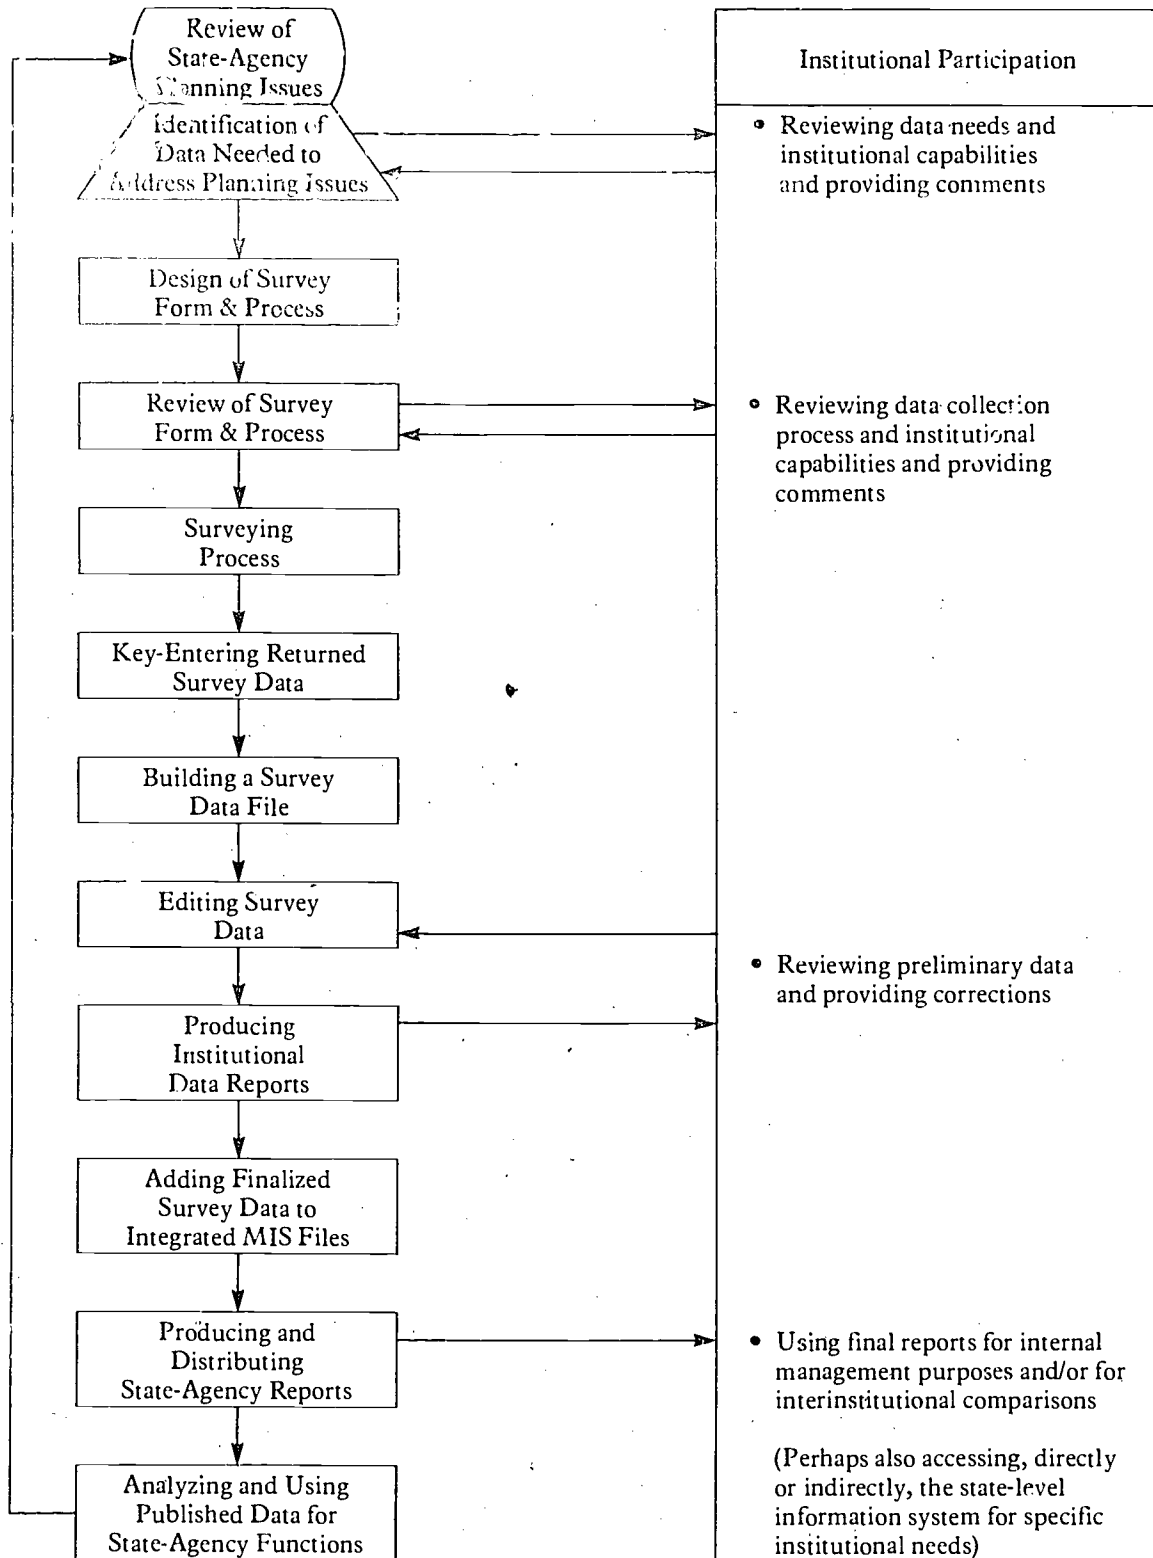 Review of
State-Agency
Planning Issues
Identification of
Data Needed to
Address Planning Issues
Design of Survey
Form & Process
Review of Survey
Form & Process
Surveying
Process
Key-Entering Returned
Survey Data
Building a Survey
Data File
Editing Survey
Data
Producing
Institutional
Data Reports
Adding Finalized
Survey Data to
Integrated MIS Files
Producing and
Distributing
State-Agency Reports
Analyzing and Using
Published Data for
State-Agency Functions
Institutional Participation
• Reviewing data needs and
institutional capabilities
and providing comments
• Reviewing data collection
process and institutional
capabilities and providing
comments
• Reviewing preliminary data
and providing corrections
• Using final reports for internal
management purposes and/or for
interinstitutional comparisons
(Perhaps also accessing, directly
or indirectly, the state-level
information system for specific
institutional needs)